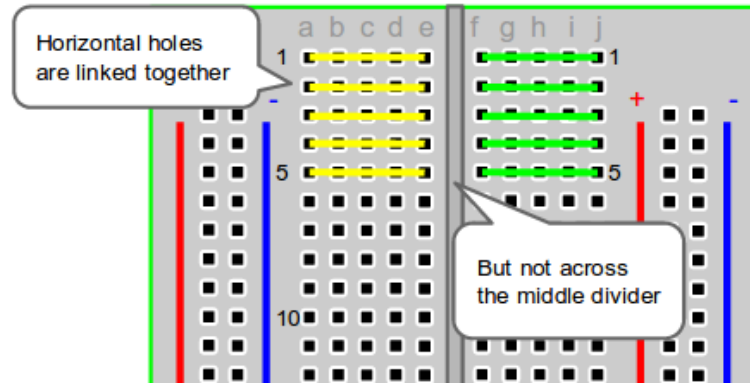 a b c d e f g h i j
Horizontal holes
are linked together
1 1
- + -
5 5
But not across
the middle divider
10